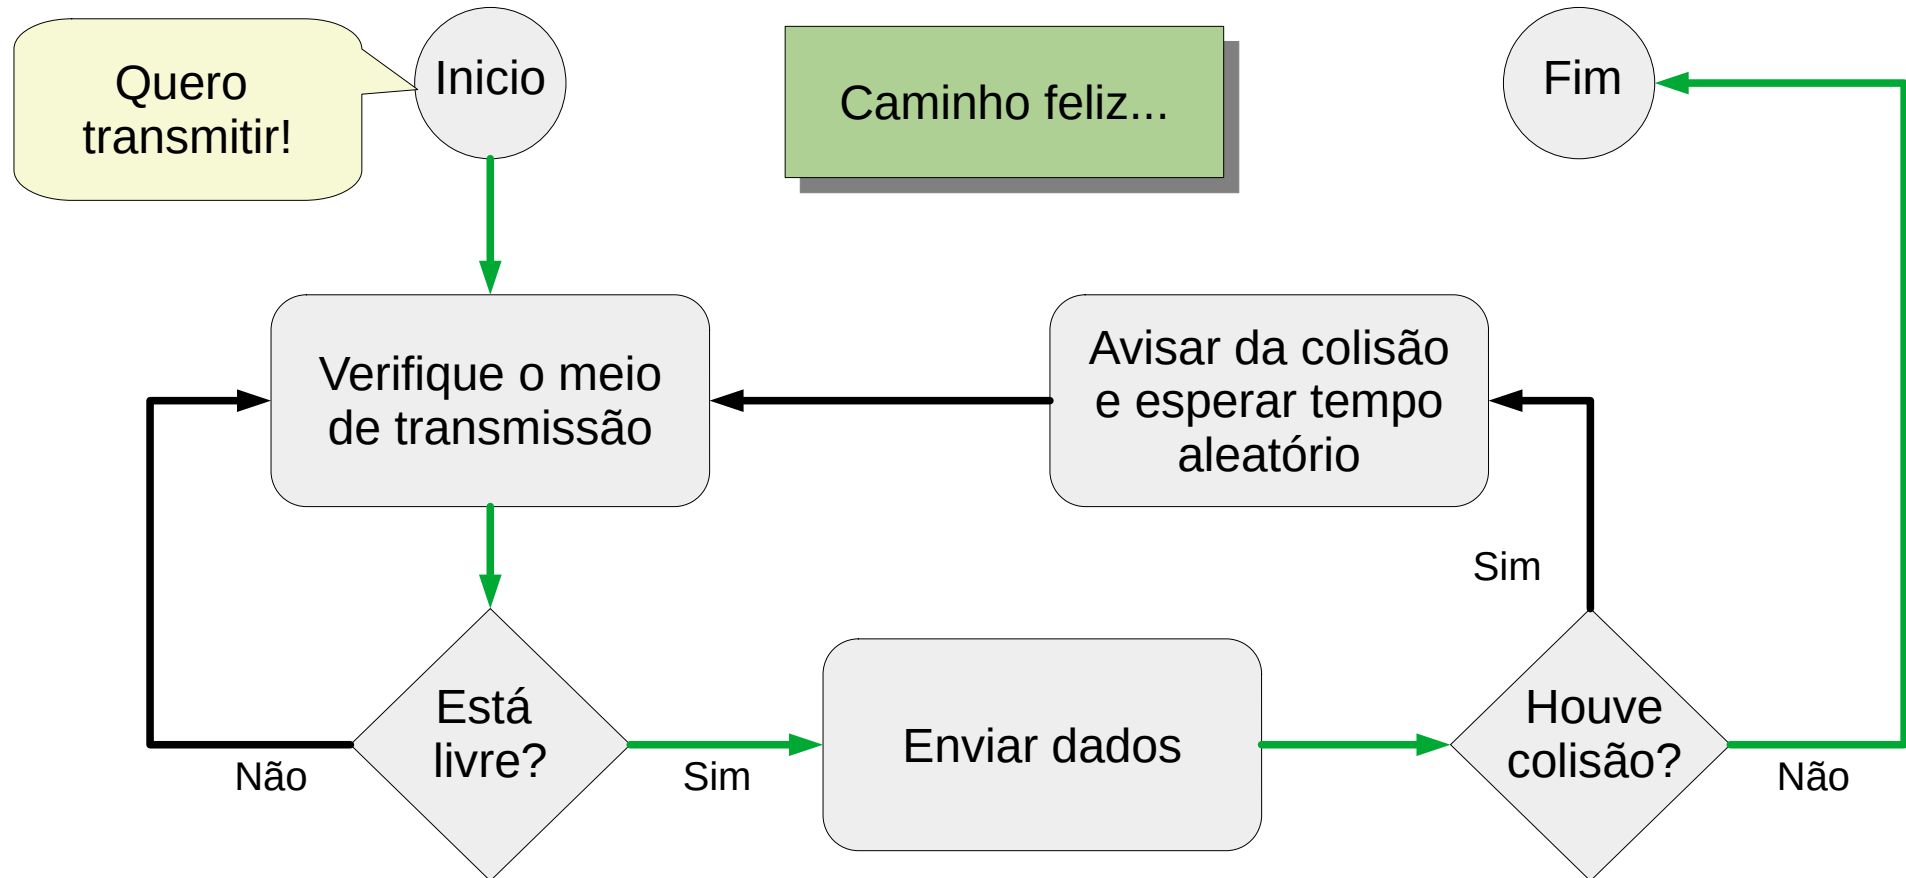 Quero
transmitir!
Inicio
Caminho feliz...
Fim
Verifique o meio
de transmissão
Avisar da colisão
e esperar tempo
aleatório
Sim
Está
livre?
Não
Sim
Enviar dados
Houve
colisão?
Não